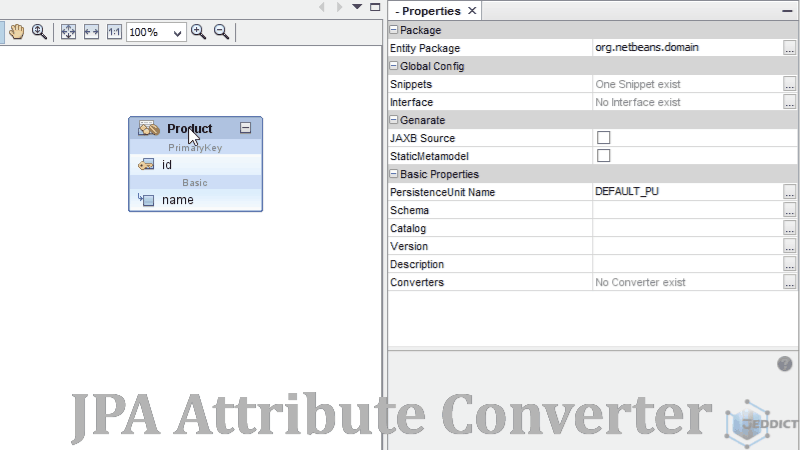 - Properties ×
100%
1:1
Package
Entity Package org.netbeans.domain ...
Global Config
Snippets One Snippet exist ...
Interface No Interface exist ...
Genarate
JAXB Source
StaticMetamodel
Basic Properties
PersistenceUnit Name DEFAULT_PU ...
Schema ...
Catalog ...
Version ...
Description ...
Converters No Converter exist ...
Product
PrimaryKey
id
Basic
name
?
JPA Attribute Converter
JEDDICT